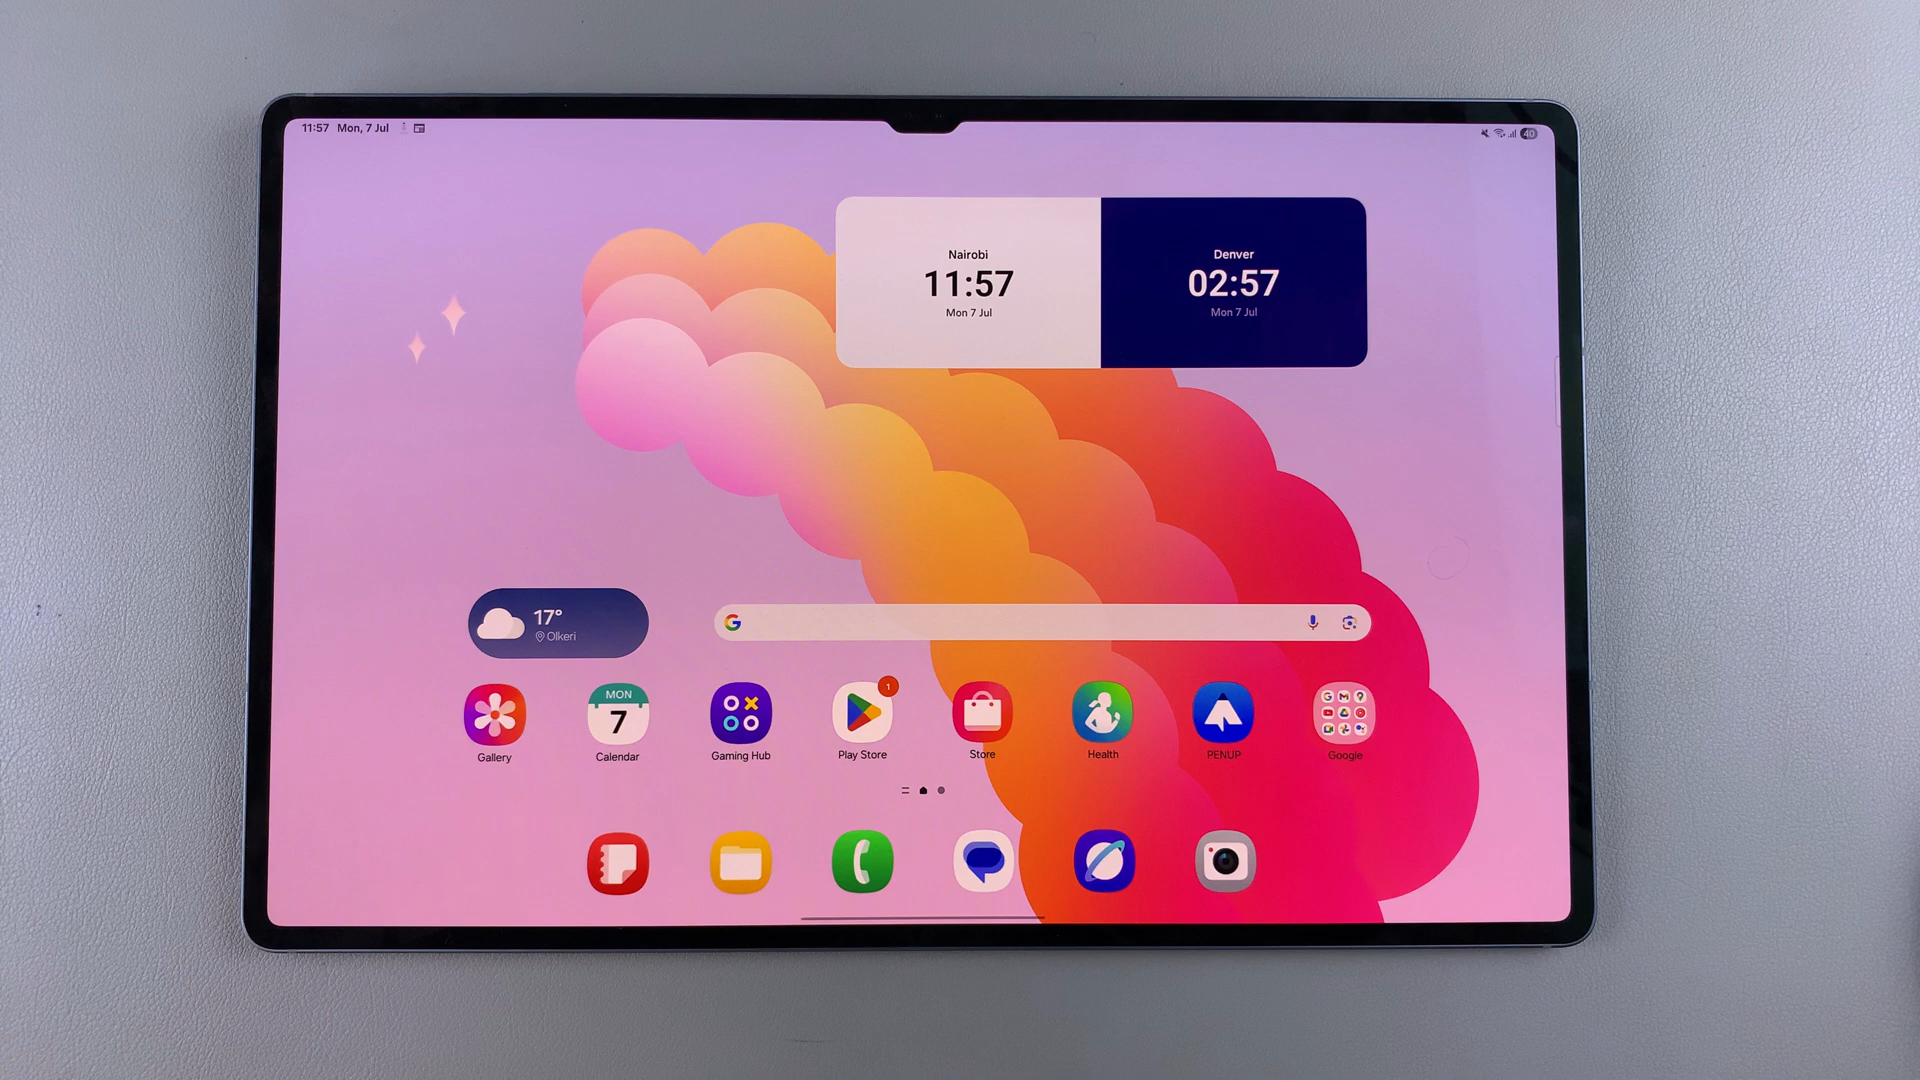 11:57 Mon, 7 Jul
40
Nairobi
11:57
Mon 7 Jul
Denver
02:57
Mon 7 Jul
17°
Olkeri
G
MON
7
1
Gallery
Calendar
Gaming Hub
Play Store
Store
Health
PENUP
Google